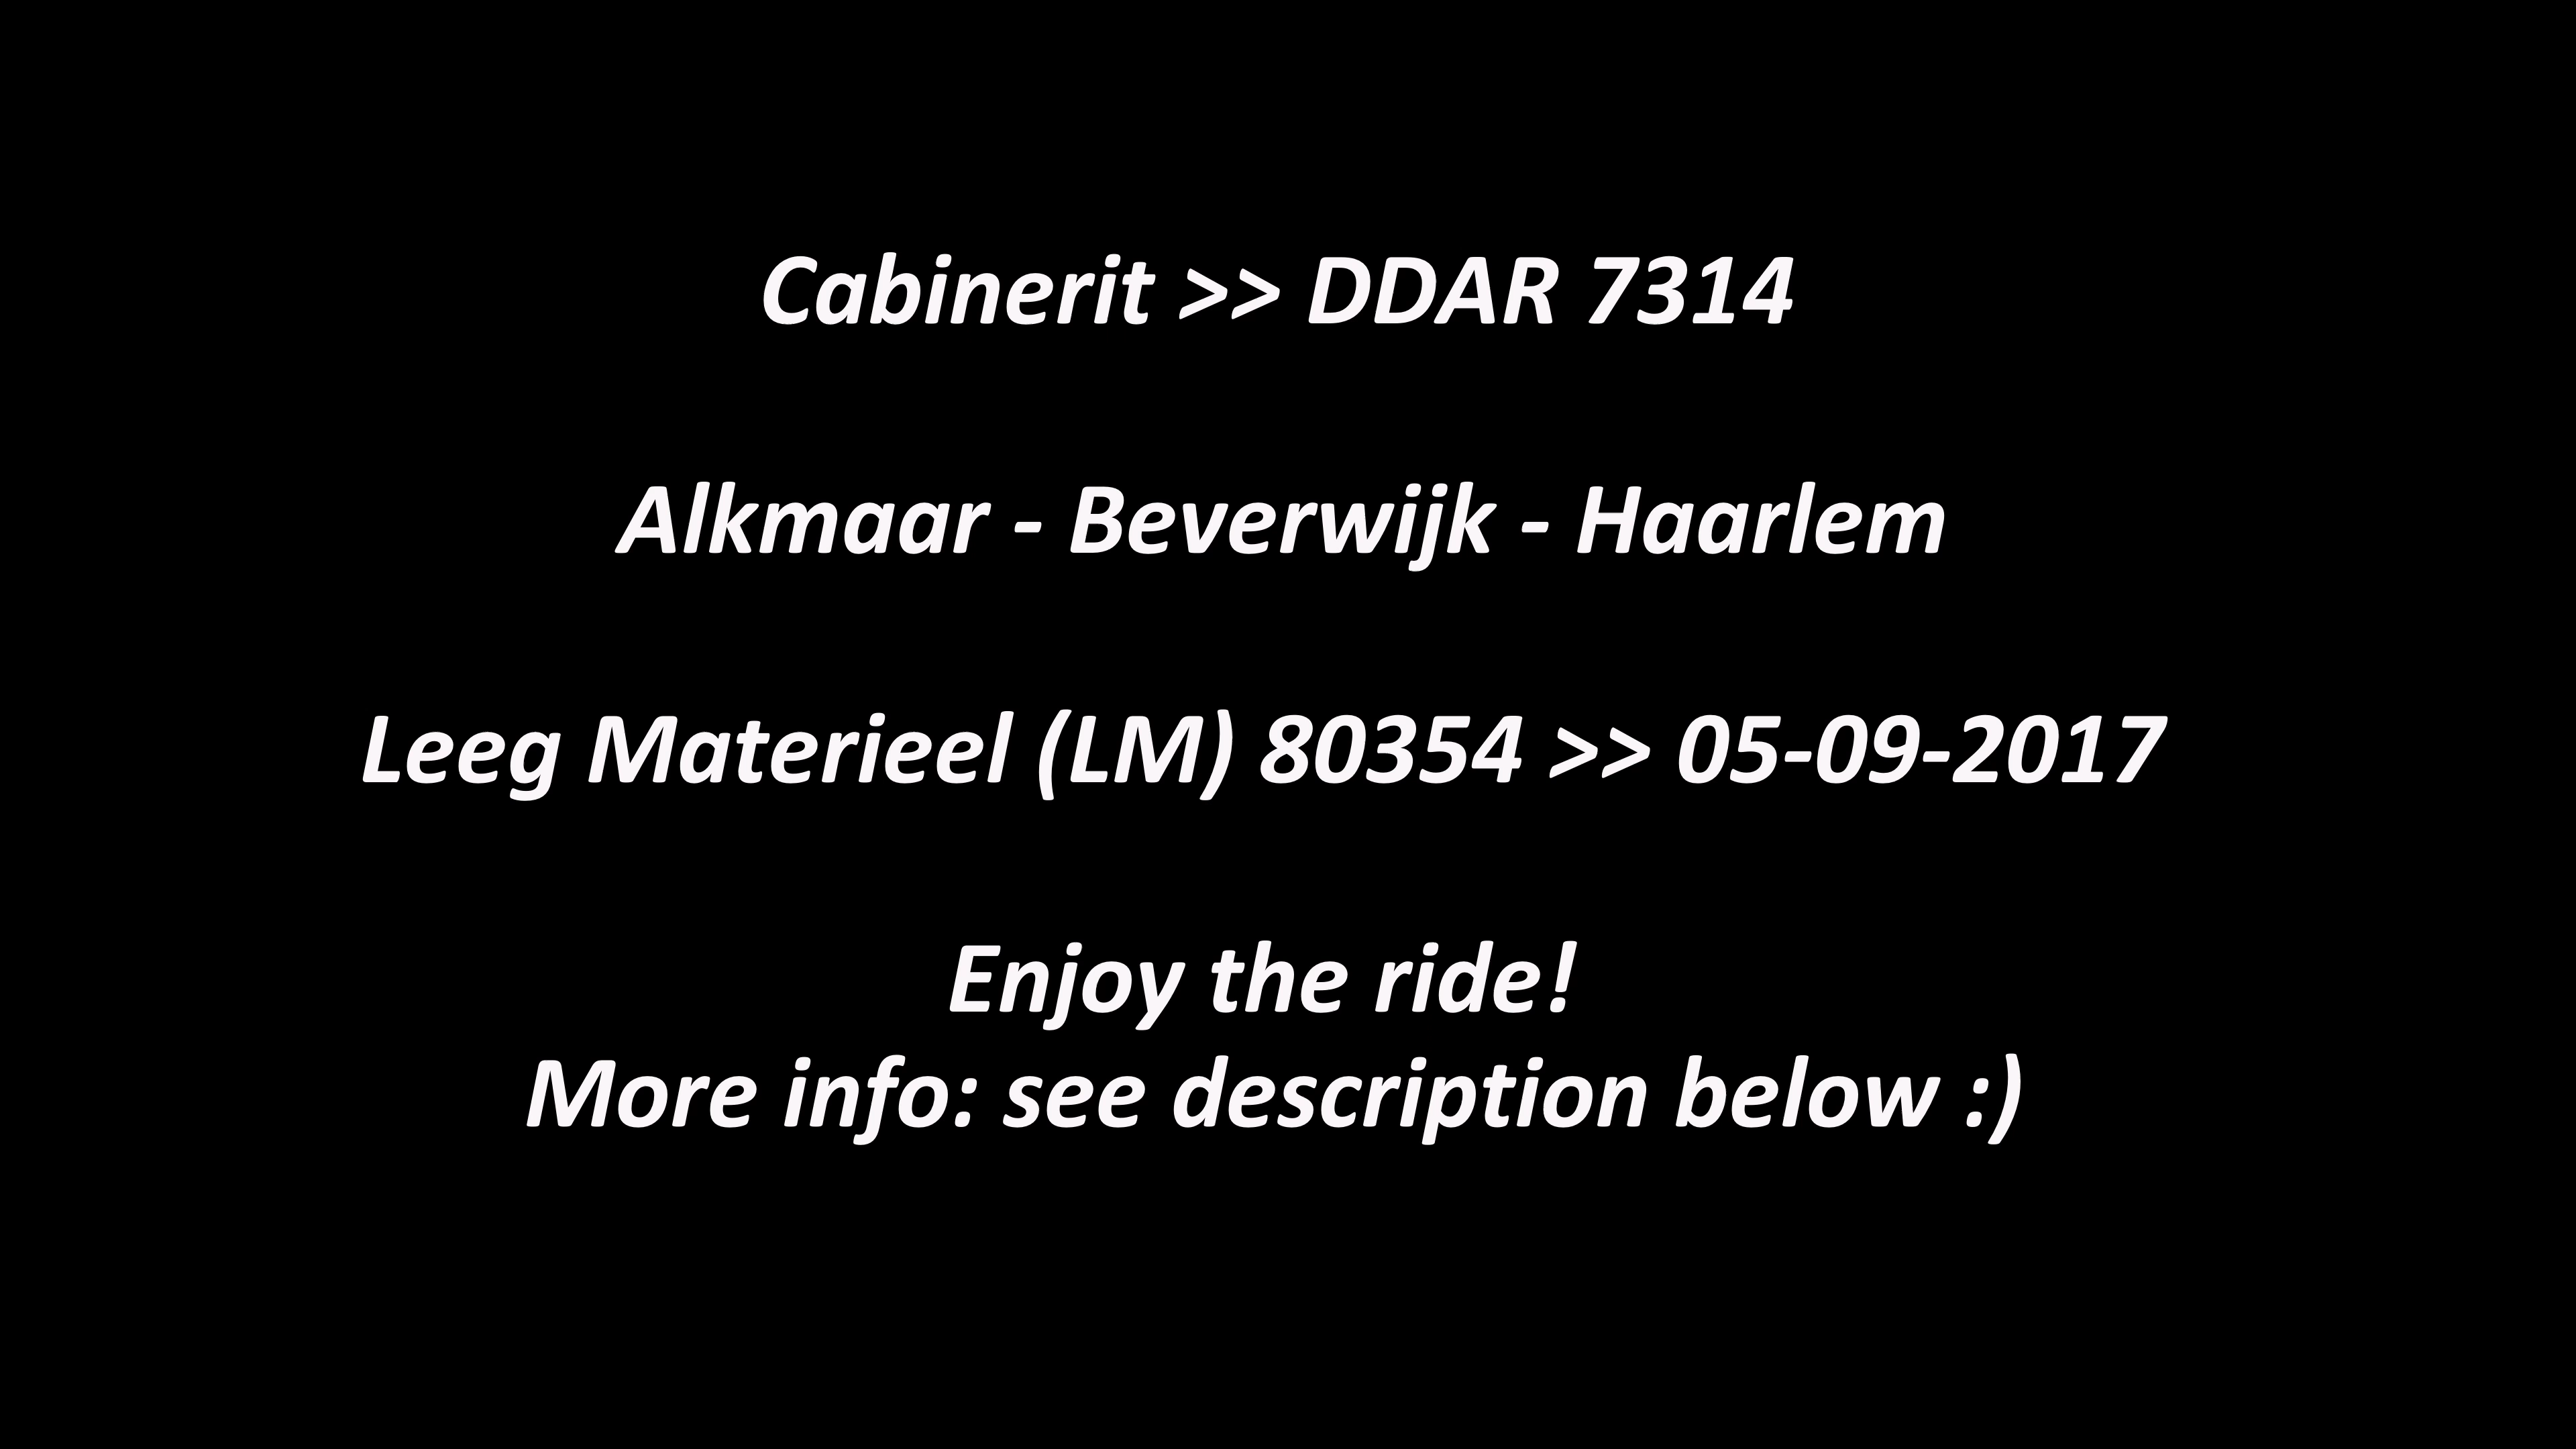 Cabinerit >> DDAR 7314
Alkmaar - Beverwijk - Haarlem
Leeg Materieel (LM) 80354 >> 05-09-2017
Enjoy the ride!
More info: see description below :)